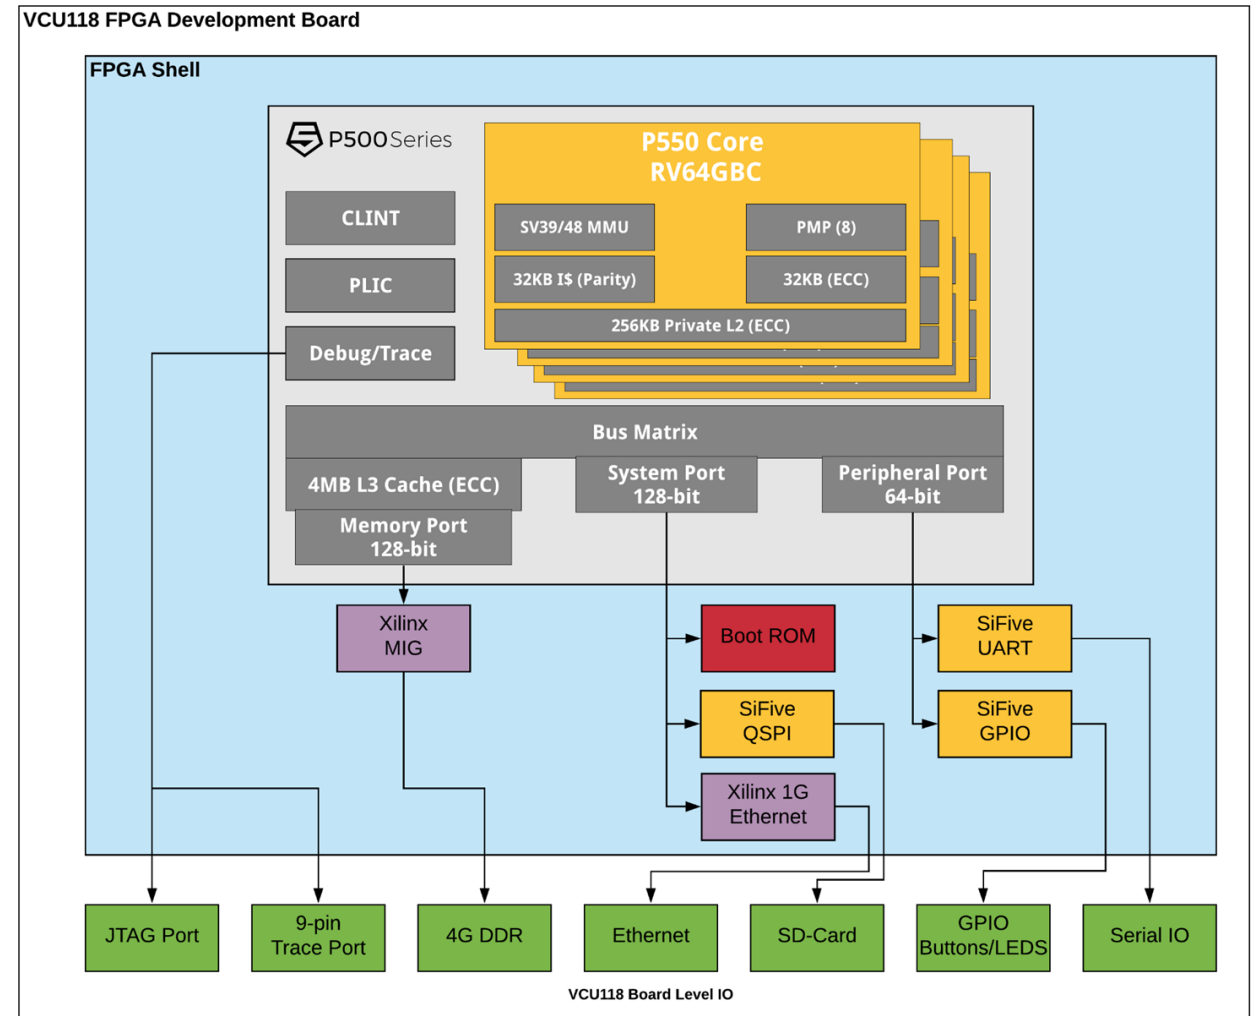 VCU118 FPGA Development Board
FPGA Shell
P500 Series
P550 Core
RV64GBC
CLINT
SV39/48 MMU
PMP (8)
PLIC
32KB I$ (Parity)
32KB (ECC)
256KB Private L2 (ECC)
Debug/Trace
Bus Matrix
4MB L3 Cache (ECC)
System Port
128-bit
Peripheral Port
64-bit
Memory Port
128-bit
Xilinx
MIG
Boot ROM
SiFive
UART
SiFive
QSPI
SiFive
GPIO
Xilinx 1G
Ethernet
JTAG Port
9-pin
Trace Port
4G DDR
Ethernet
SD-Card
GPIO
Buttons/LEDS
Serial IO
VCU118 Board Level IO